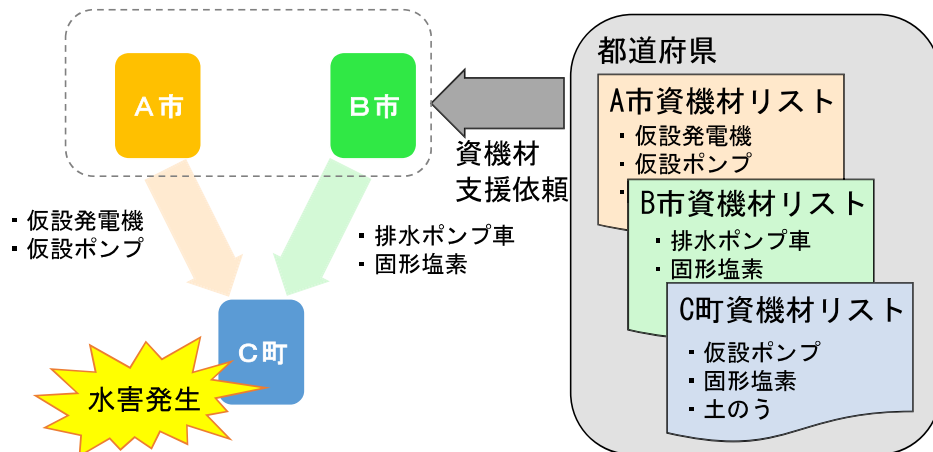 A市
B市
資機材
支援依頼
・仮設発電機
・仮設ポンプ
・排水ポンプ車
・固形塩素
C町
水害発生
都道府県
A市資機材リスト
・仮設発電機
・仮設ポンプ
・
B市資機材リスト
・排水ポンプ車
・固形塩素
C町資機材リスト
・仮設ポンプ
・固形塩素
・土のう